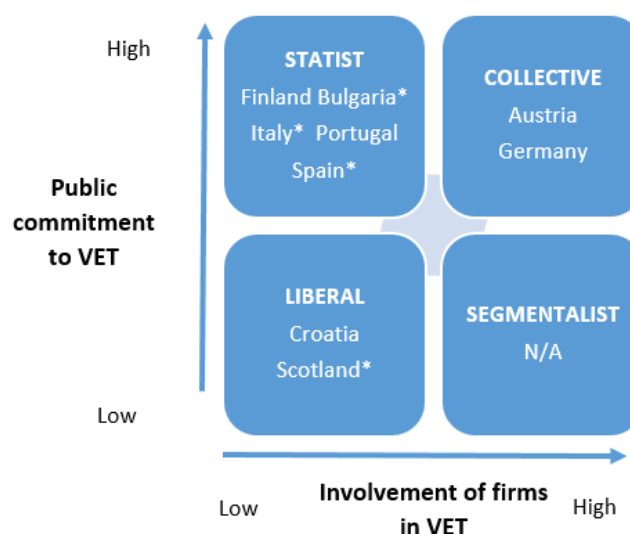 High
STATIST
Finland Bulgaria*
Italy* Portugal
Spain*
COLLECTIVE
Austria
Germany
Public
commitment
to VET
LIBERAL
Croatia
Scotland*
SEGMENTALIST
N/A
Low
Low
Involvement of firms
in VET
High